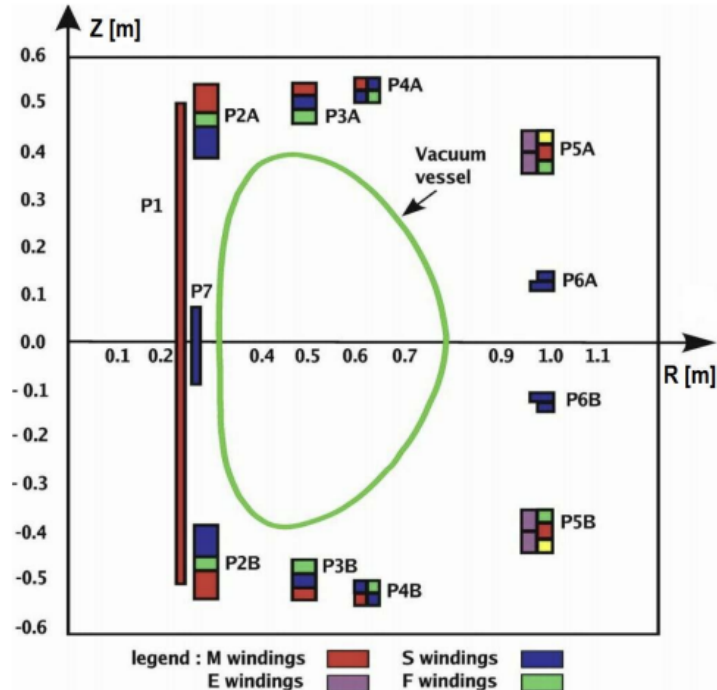 Z [m]
0.6
0.5
0.4
0.3
0.2
0.1
0.0
- 0.1
- 0.2
- 0.3
-0.4
-0.5
-0.6
P2A
P3A
P4A
P5A
Vacuum
vessel
P1
P7
P6A
0.1 0.2 0.4 0.5 0.6 0.7 0.9 1.0 1.1
R [m]
P6B
P5B
P2B
P3B
P4B
legend : M windings S windings
E windings F windings